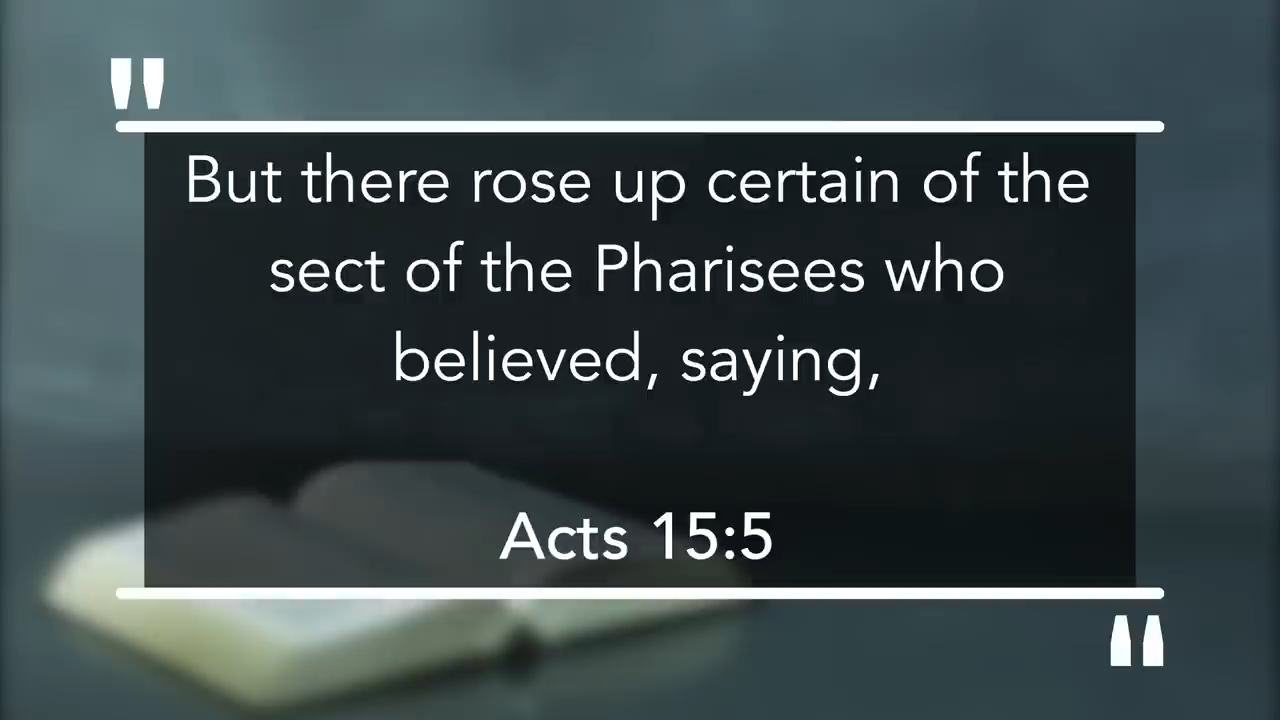 "
But there rose up certain of the
sect of the Pharisees who
believed, saying,
Acts 15:5
"